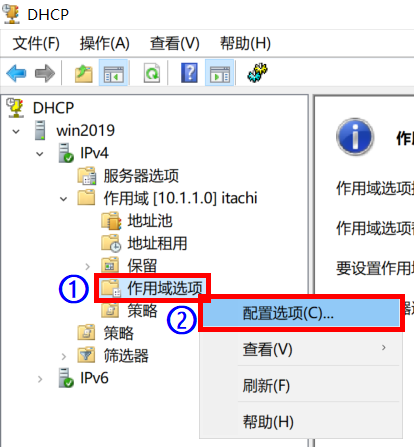 DHCP
文件(F) 操作(A) 查看(V) 帮助(H)
DHCP
win2019
IPv4
服务器选项
作用域 [10.1.1.0] itachi
地址池
地址租用
保留
① 作用域选项
策略
策略
筛选器
IPv6
② 配置选项(C)...
查看(V)
刷新(F)
帮助(H)
作用域选项
作用域选项
要设置作用域